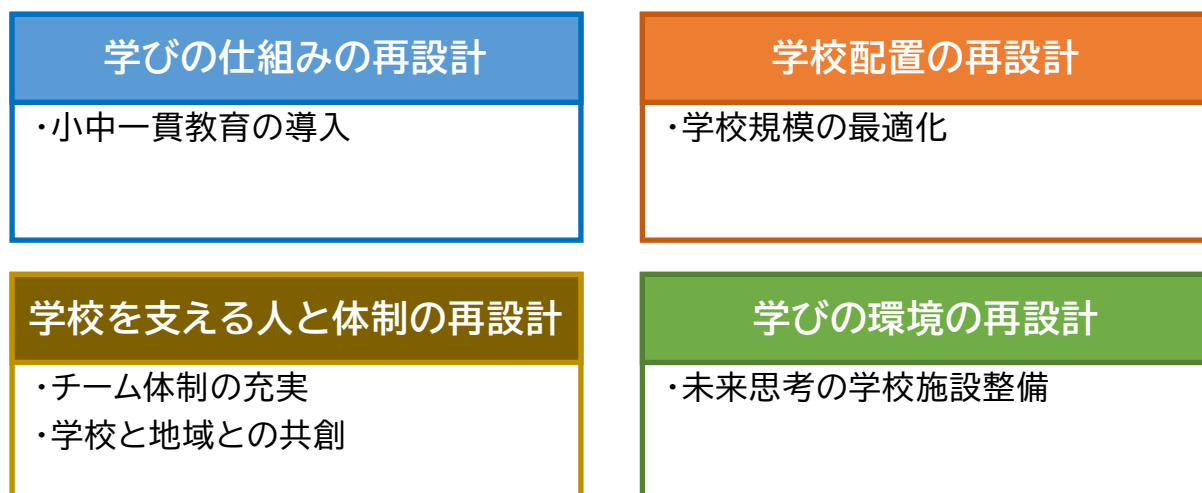 学びの仕組みの再設計
・小中一貫教育の導入
学校配置の再設計
・学校規模の最適化
学校を支える人と体制の再設計
・チーム体制の充実
・学校と地域との共創
学びの環境の再設計
・未来思考の学校施設整備